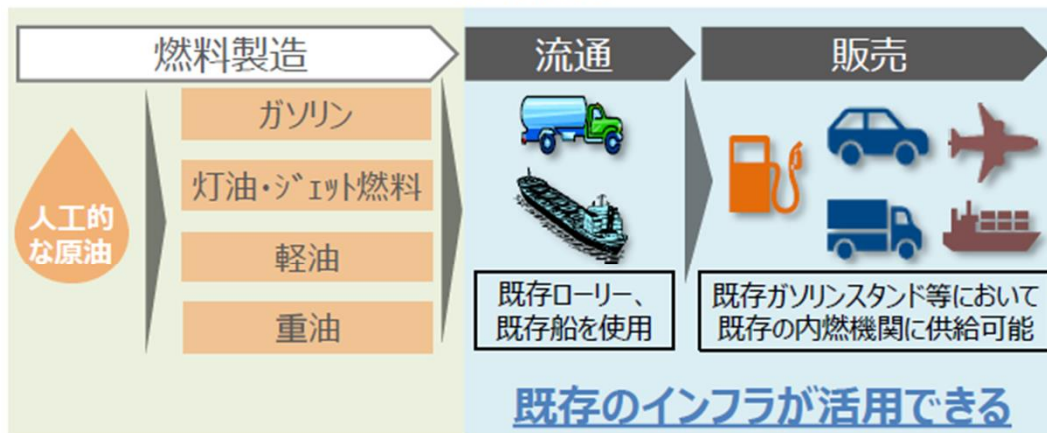 燃料製造
流通
販売
人工的
な原油
ガソリン
灯油・ｼﾞｪｯﾄ燃料
軽油
重油
既存ローリー、
既存船を使用
既存ガソリンスタンド等において
既存の内燃機関に供給可能
既存のインフラが活用できる